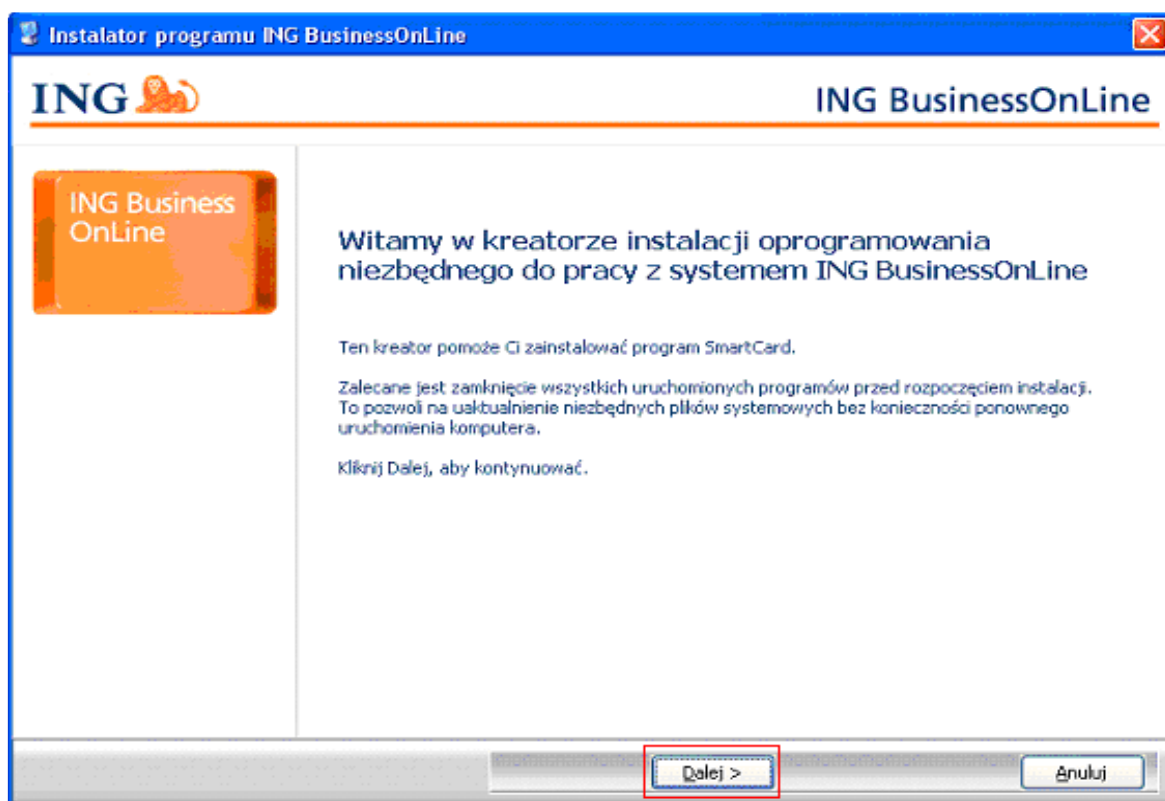 Instalator programu ING BusinessOnLine
ING
ING BusinessOnLine
ING Business
OnLine
Witamy w kreatorze instalacji oprogramowania
niezbędnego do pracy z systemem ING BusinessOnLine
Ten kreator pomoże Ci zainstalować program SmartCard.
Zalecane jest zamknięcie wszystkich uruchomionych programów przed rozpoczęciem instalacji.
To pozwoli na uaktualnienie niezbędnych plików systemowych bez konieczności ponownego
uruchomienia komputera.
Kliknij Dalej, aby kontynuować.
Dalej >
Anuluj